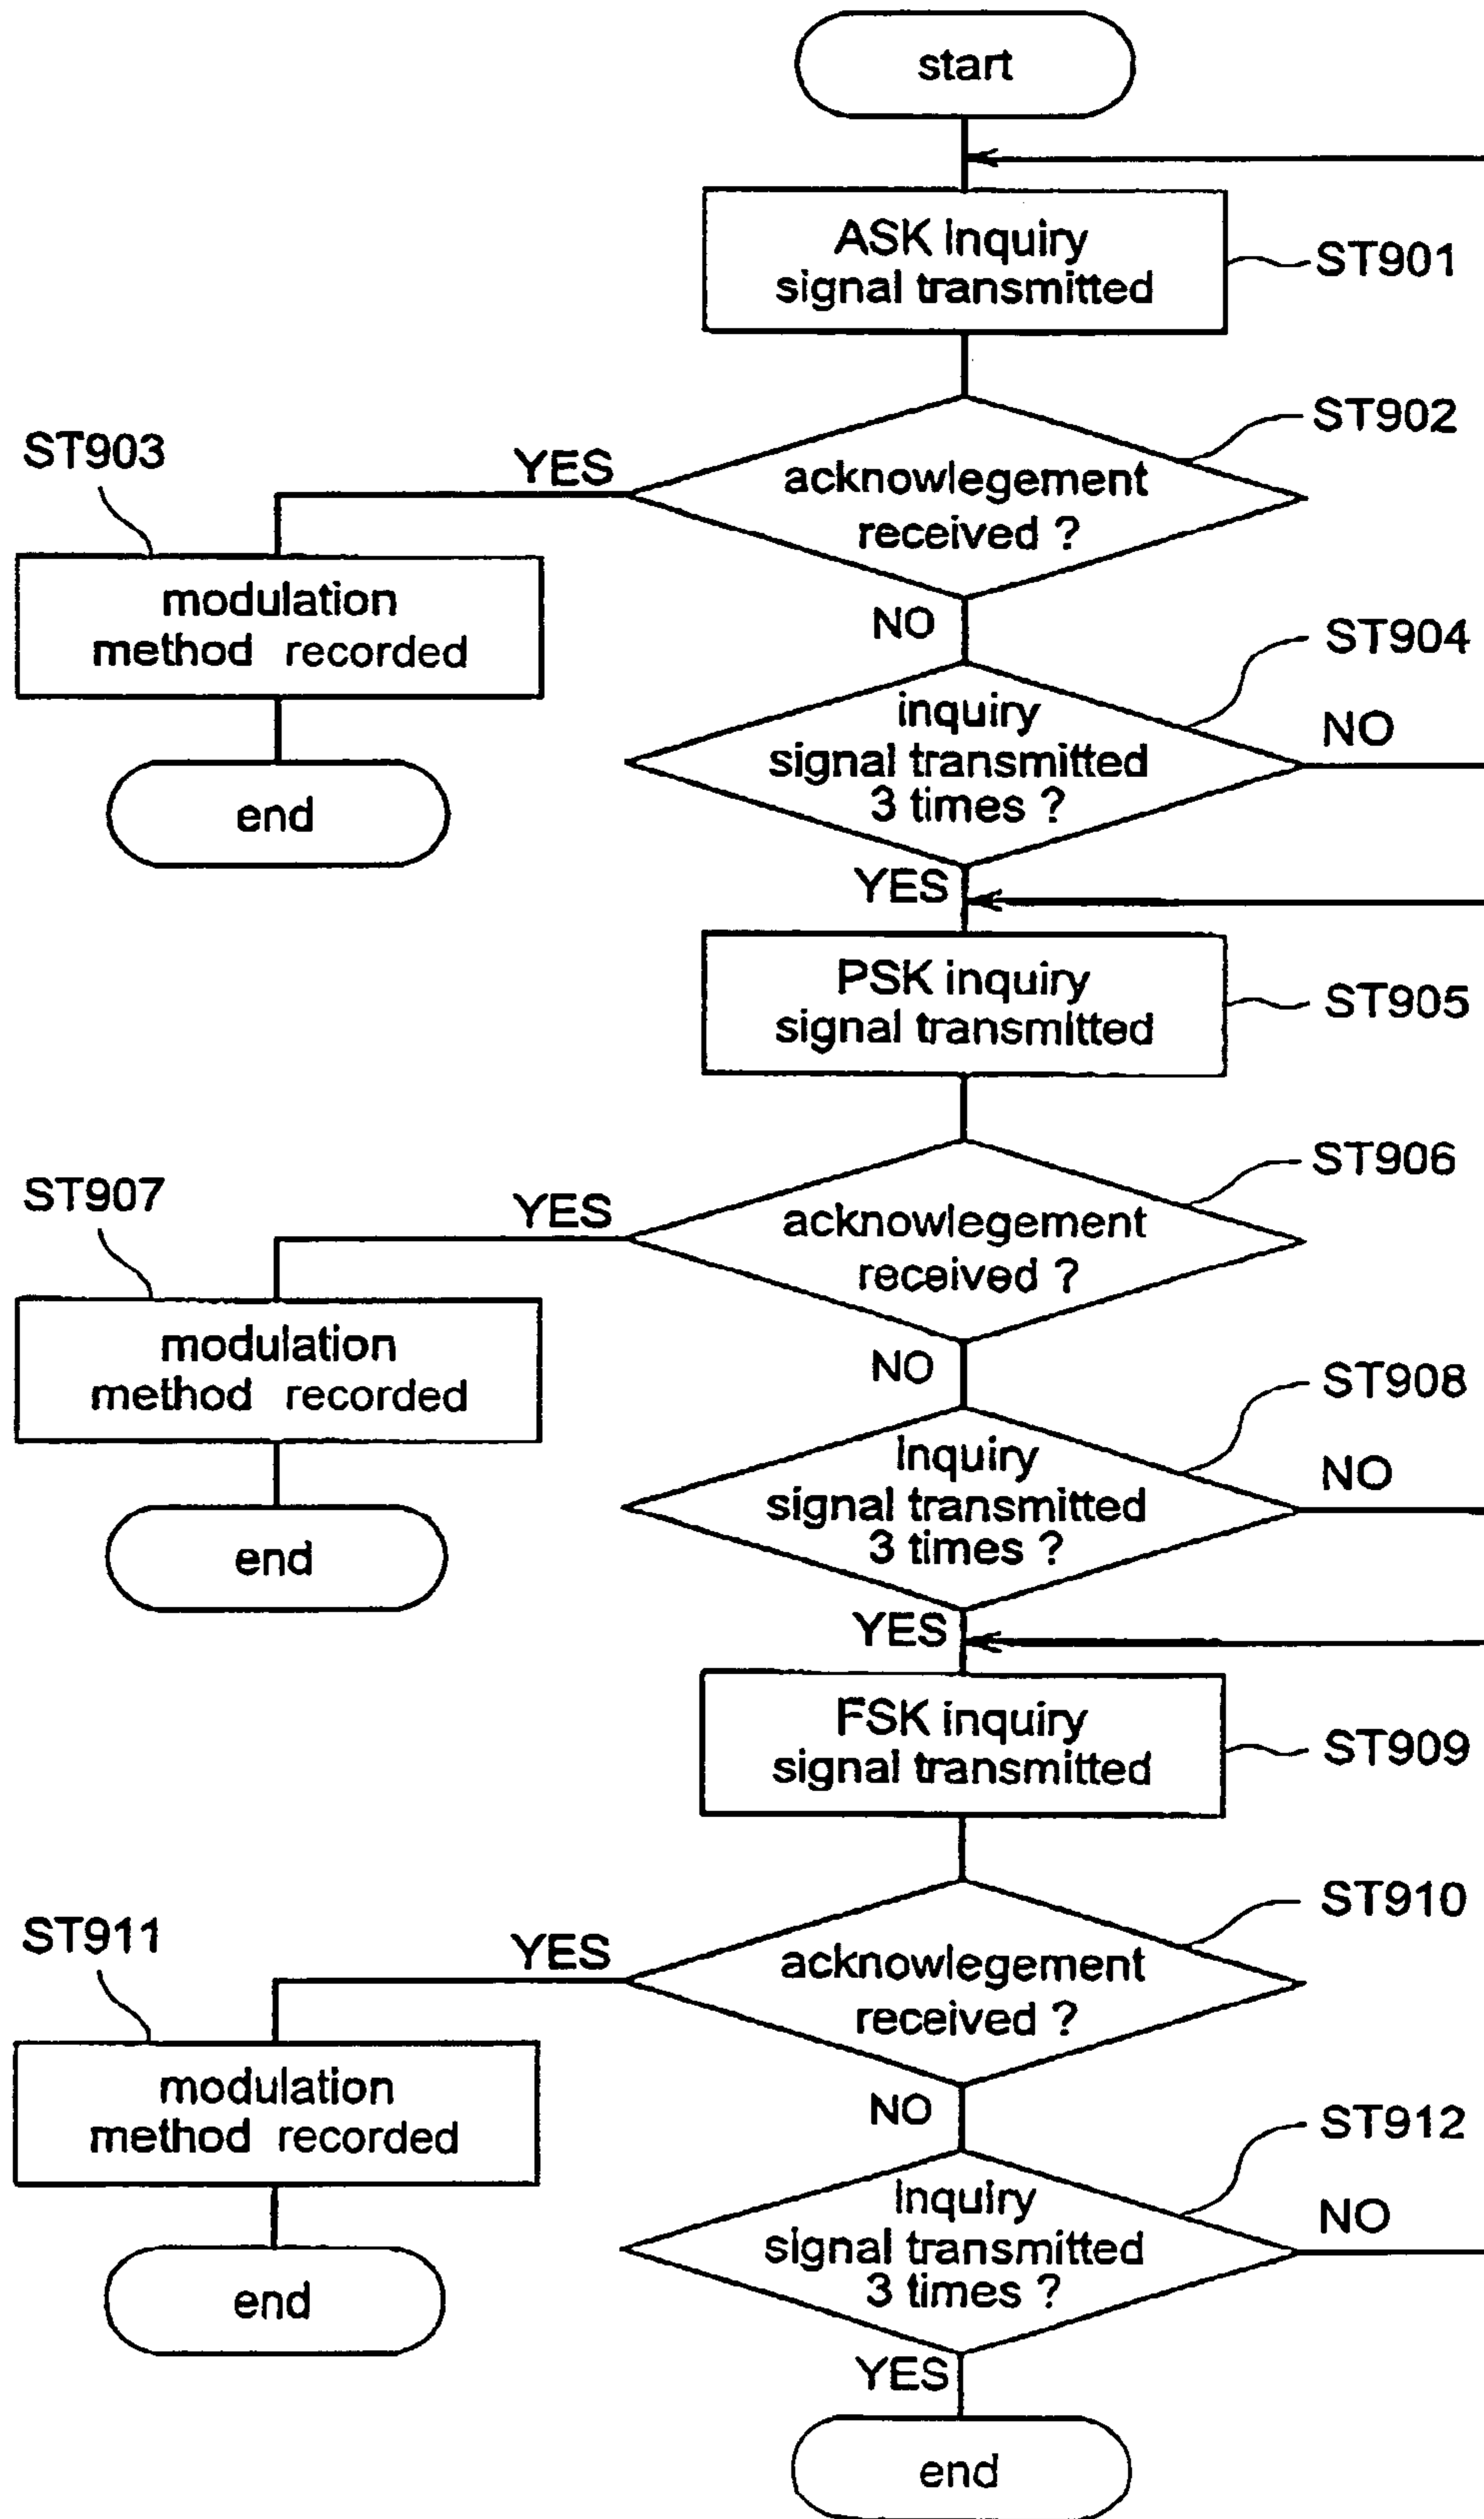 start
ASK inquiry
signal transmitted
ST901
ST902
acknowlegement
received ?
YES
ST903
modulation
method recorded
end
NO
ST904
inquiry
signal transmitted
3 times ?
NO
YES
PSK inquiry
signal transmitted
ST905
ST906
acknowlegement
received ?
YES
ST907
modulation
method recorded
end
NO
ST908
inquiry
signal transmitted
3 times ?
NO
YES
FSK inquiry
signal transmitted
ST909
ST910
acknowlegement
received ?
YES
ST911
modulation
method recorded
end
NO
ST912
inquiry
signal transmitted
3 times ?
NO
YES
end